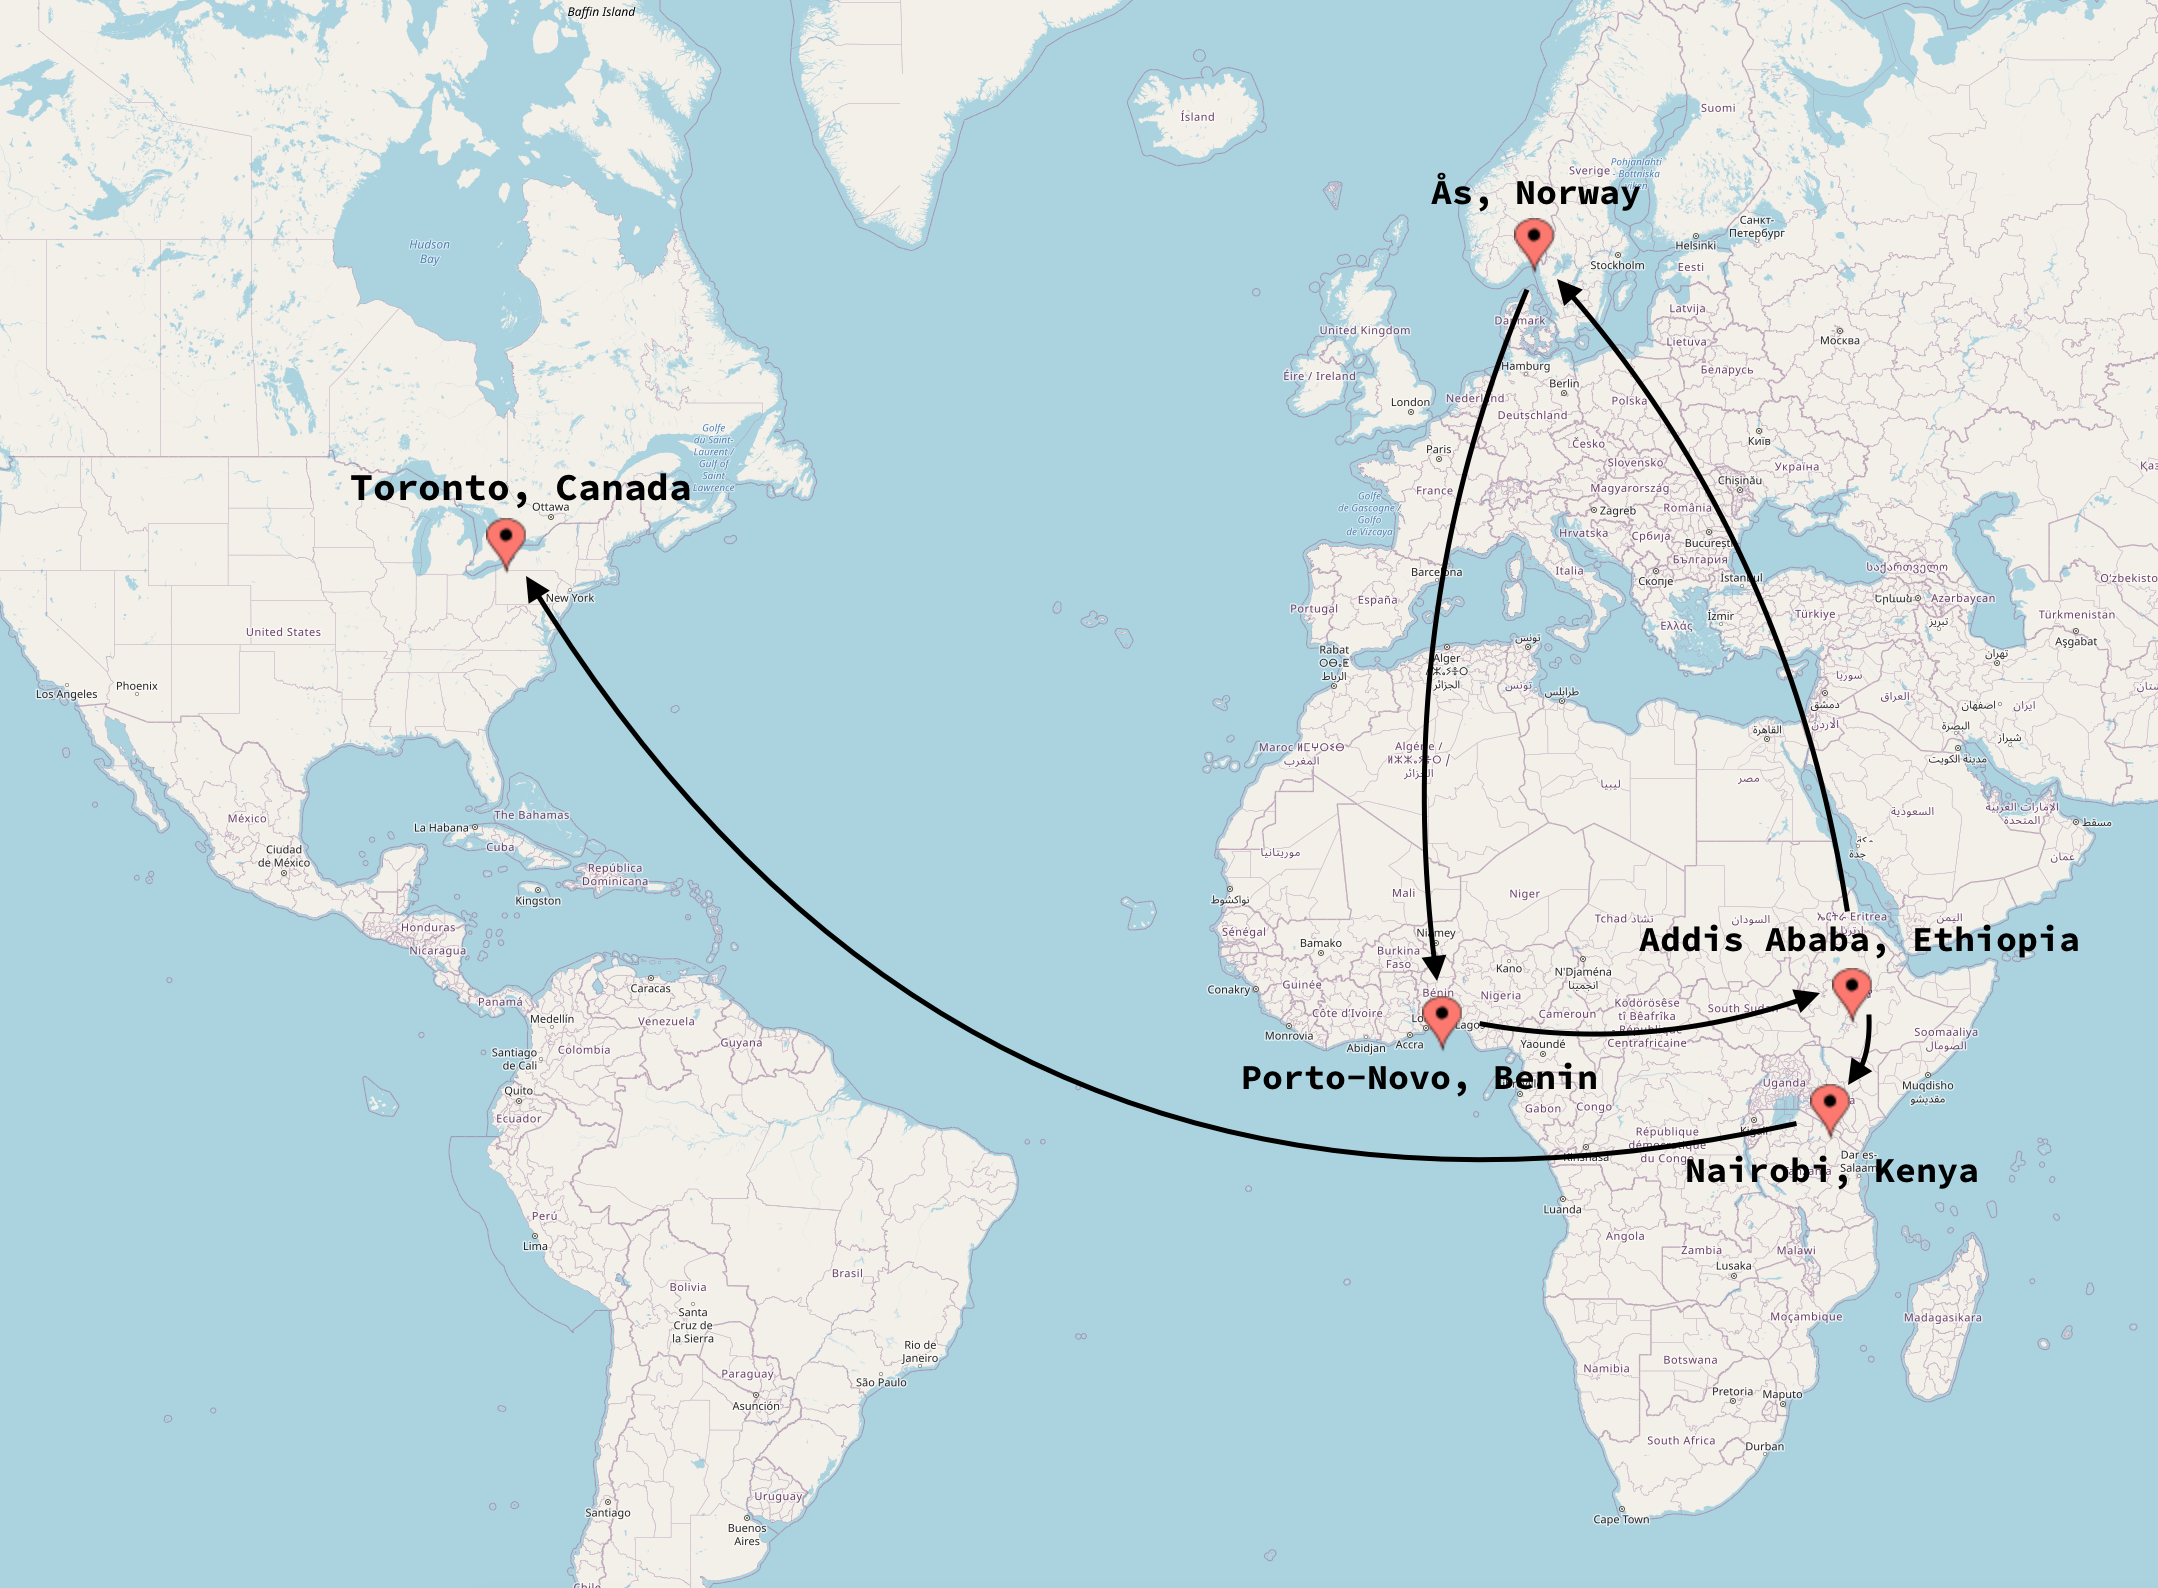 Baffin Island
Ísland
Suomi
Pohjanlahti
- Bottniska
Sverige
Ås, Norway
Санкт-
Петербург
Helsinki
Hudson
Bay
Stockholm
Eesti
Latvija
Danmark
United Kingdom
Москва
Lietuva
Hamburg
Беларусь
Éire / Ireland
Berlin
Nederland
London
Polska
Deutschland
Golfe
du Saint-
Laurent /
Gulf of
Saint
Lawrence
Київ
Česko
Paris
Slovensko
Україна
Chișinău
Toronto, Canada
France
Magyarország
Golfe
de Gascogne /
Golfo
de Vizcaya
Ottawa
Zagreb
România
Hrvatska
Србија
București
България
საქართველო
Barcelona
Italia
Скопје
İstanbul
O'zbekisto
New York
España
Երևան
Azərbaycan
Portugal
İzmir
Türkiye
Türkmenistan
Ελλάς
تبریز
United States
تونس
Aşgabat
Rabat
ⵔⴱⴰⵟ
الرباط
Alger
الجزائر
تهران
سوريا
Los Angeles
Phoenix
تونس
طرابلس
العراق
دمشق
اصفهان
ایران
الأردن
البصرة
القاهرة
شیراز
Maroc ⵍⵎⵖⵔⵉⴱ
المغرب
Algérie /
الجزائر
مدينة الكويت
ليبيا
مصر
السعودية
الإمارات العربية
المتحدة
México
The Bahamas
La Habana
مسقط
Cuba
Ciudad
de México
موريتانيا
مكة
جدة
عمان
República
Dominicana
Kingston
Mali
Niger
نواكشوط
Honduras
Nicaragua
Tchad تشاد
السودان
Eritrea
اليمن
Sénégal
Niamey
Bamako
Burkina
Faso
Addis Ababa, Ethiopia
Kano
N'Djaména
انجمينا
Caracas
Conakry
Guinée
Bénin
Nigeria
Panamá
Medellín
Venezuela
Côte d'Ivoire
Lagos
Cameroun
Ködörösêse
tî Bêafrîka
- République
Centrafricaine
South Sudan
Guyana
Monrovia
Abidjan
Accra
Yaoundé
Soomaaliya
الصومال
Colombia
Santiago
de Cali
Porto-Novo, Benin
Uganda
Muqdisho
مقديشو
Quito
Ecuador
Gabon
Congo
République
démocratique
du Congo
Kigali
Kinshasa
Dar es-
Salaam
Nairobi, Kenya
Perú
Luanda
Lima
Angola
Zambia
Malawi
Brasil
Lusaka
Bolivia
Santa
Cruz de
la Sierra
Moçambique
Madagasikara
Rio de
Janeiro
Namibia
Botswana
Paraguay
São Paulo
Pretoria
Maputo
Asunción
South Africa
Durban
Uruguay
Santiago
Cape Town
Buenos
Aires
Chile